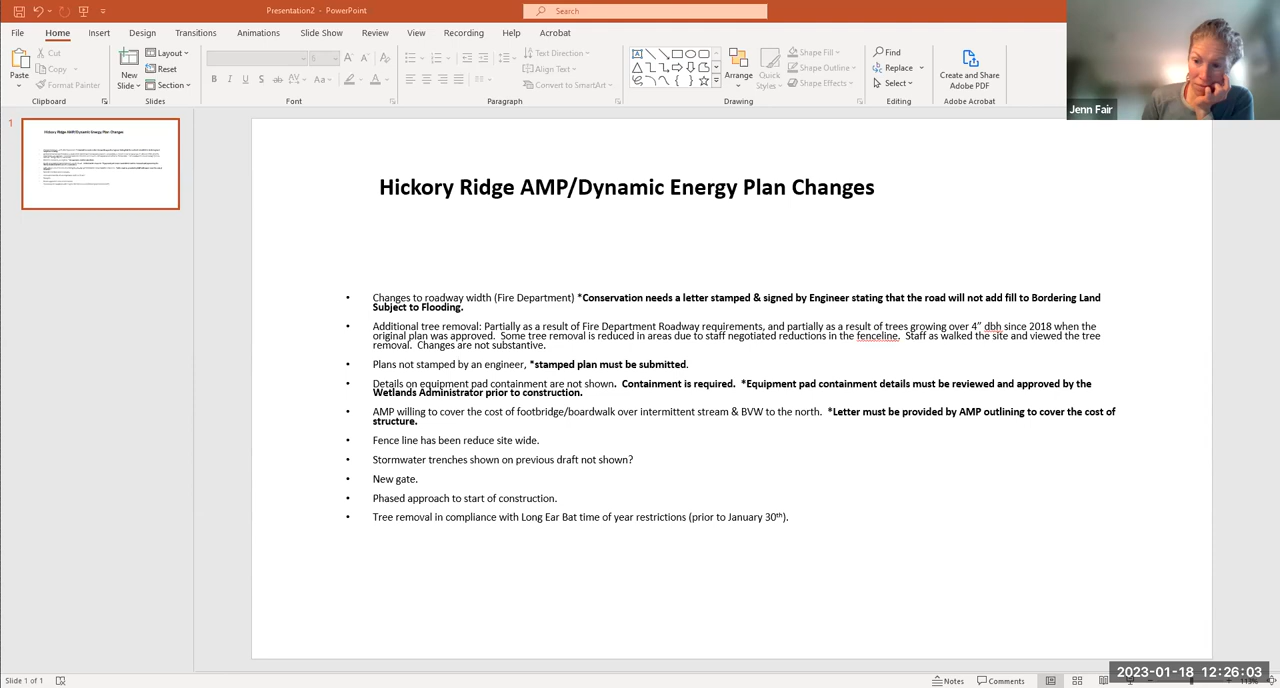 Presentation2 - PowerPoint
Search
File Home Insert Design Transitions Animations Slide Show Review View Recording Help Acrobat
Paste
Cut
Copy
Format Painter
Clipboard
New
Slide
Layout
Reset
Section
Slides
6
B I U S ab AV Aa A
Font
Text Direction
Align Text
Convert to SmartArt
Paragraph
Arrange
Quick
Styles
Shape Fill
Shape Outline
Shape Effects
Drawing
Find
Replace
Select
Editing
Create and Share
Adobe PDF
Adobe Acrobat
Jenn Fair
1
Hickory Ridge AMP/Dynamic Energy Plan Changes
Hickory Ridge AMP/Dynamic Energy Plan Changes
• Changes to roadway width (Fire Department) *Conservation needs a letter stamped & signed by Engineer stating that the road will not add fill to Bordering Land
Subject to Flooding.
• Additional tree removal: Partially as a result of Fire Department Roadway requirements, and partially as a result of trees growing over 4” dbh since 2018 when the
original plan was approved. Some tree removal is reduced in areas due to staff negotiated reductions in the fenceline. Staff as walked the site and viewed the tree
removal. Changes are not substantive.
• Plans not stamped by an engineer, *stamped plan must be submitted.
• Details on equipment pad containment are not shown. Containment is required. *Equipment pad containment details must be reviewed and approved by the
Wetlands Administrator prior to construction.
• AMP willing to cover the cost of footbridge/boardwalk over intermittent stream & BVW to the north. *Letter must be provided by AMP outlining to cover the cost of
structure.
• Fence line has been reduce site wide.
• Stormwater trenches shown on previous draft not shown?
• New gate.
• Phased approach to start of construction.
• Tree removal in compliance with Long Ear Bat time of year restrictions (prior to January 30th).
2023-01-18 12:26:03
Slide 1 of 1
Notes
Comments